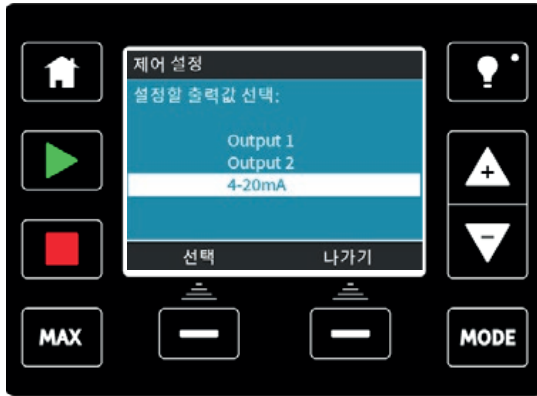 제어 설정
설정할 출력값 선택:
Output 1
Output 2
4-20mA
선택 나가기
+
-
MAX MODE